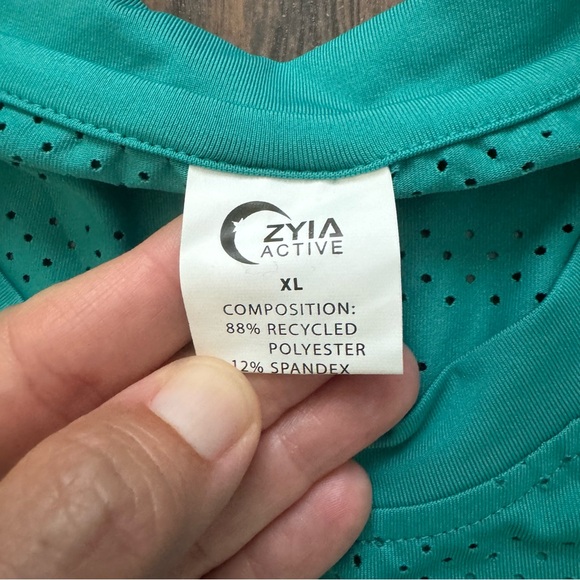 ZYIA
ACTIVE
XL
COMPOSITION:
88% RECYCLED
POLYESTER
12% SPANDEX